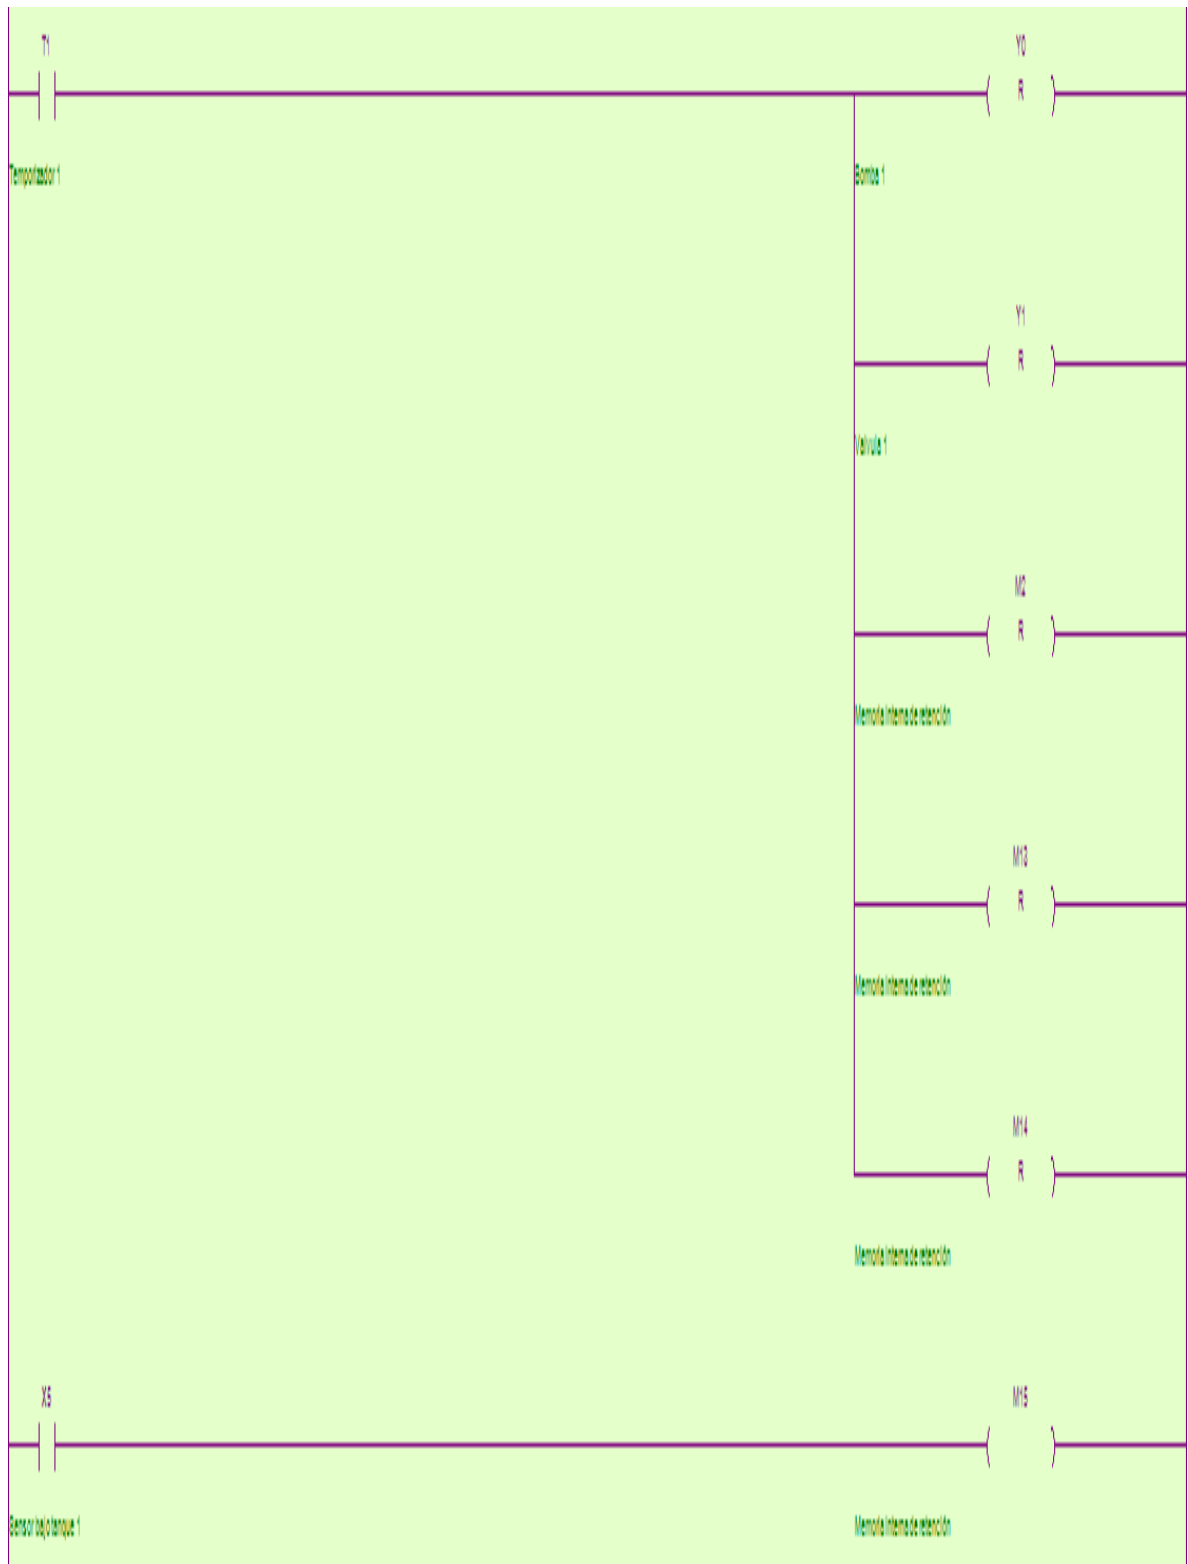 T1 Y0
R
Temporizador 1 Bomba 1
Y1
R
Valvula 1
M2
R
Memoria interna de retención
M13
R
Memoria interna de retención
M14
R
Memoria interna de retención
X5 M15
Sensor bajo tanque 1 Memoria interna de retención